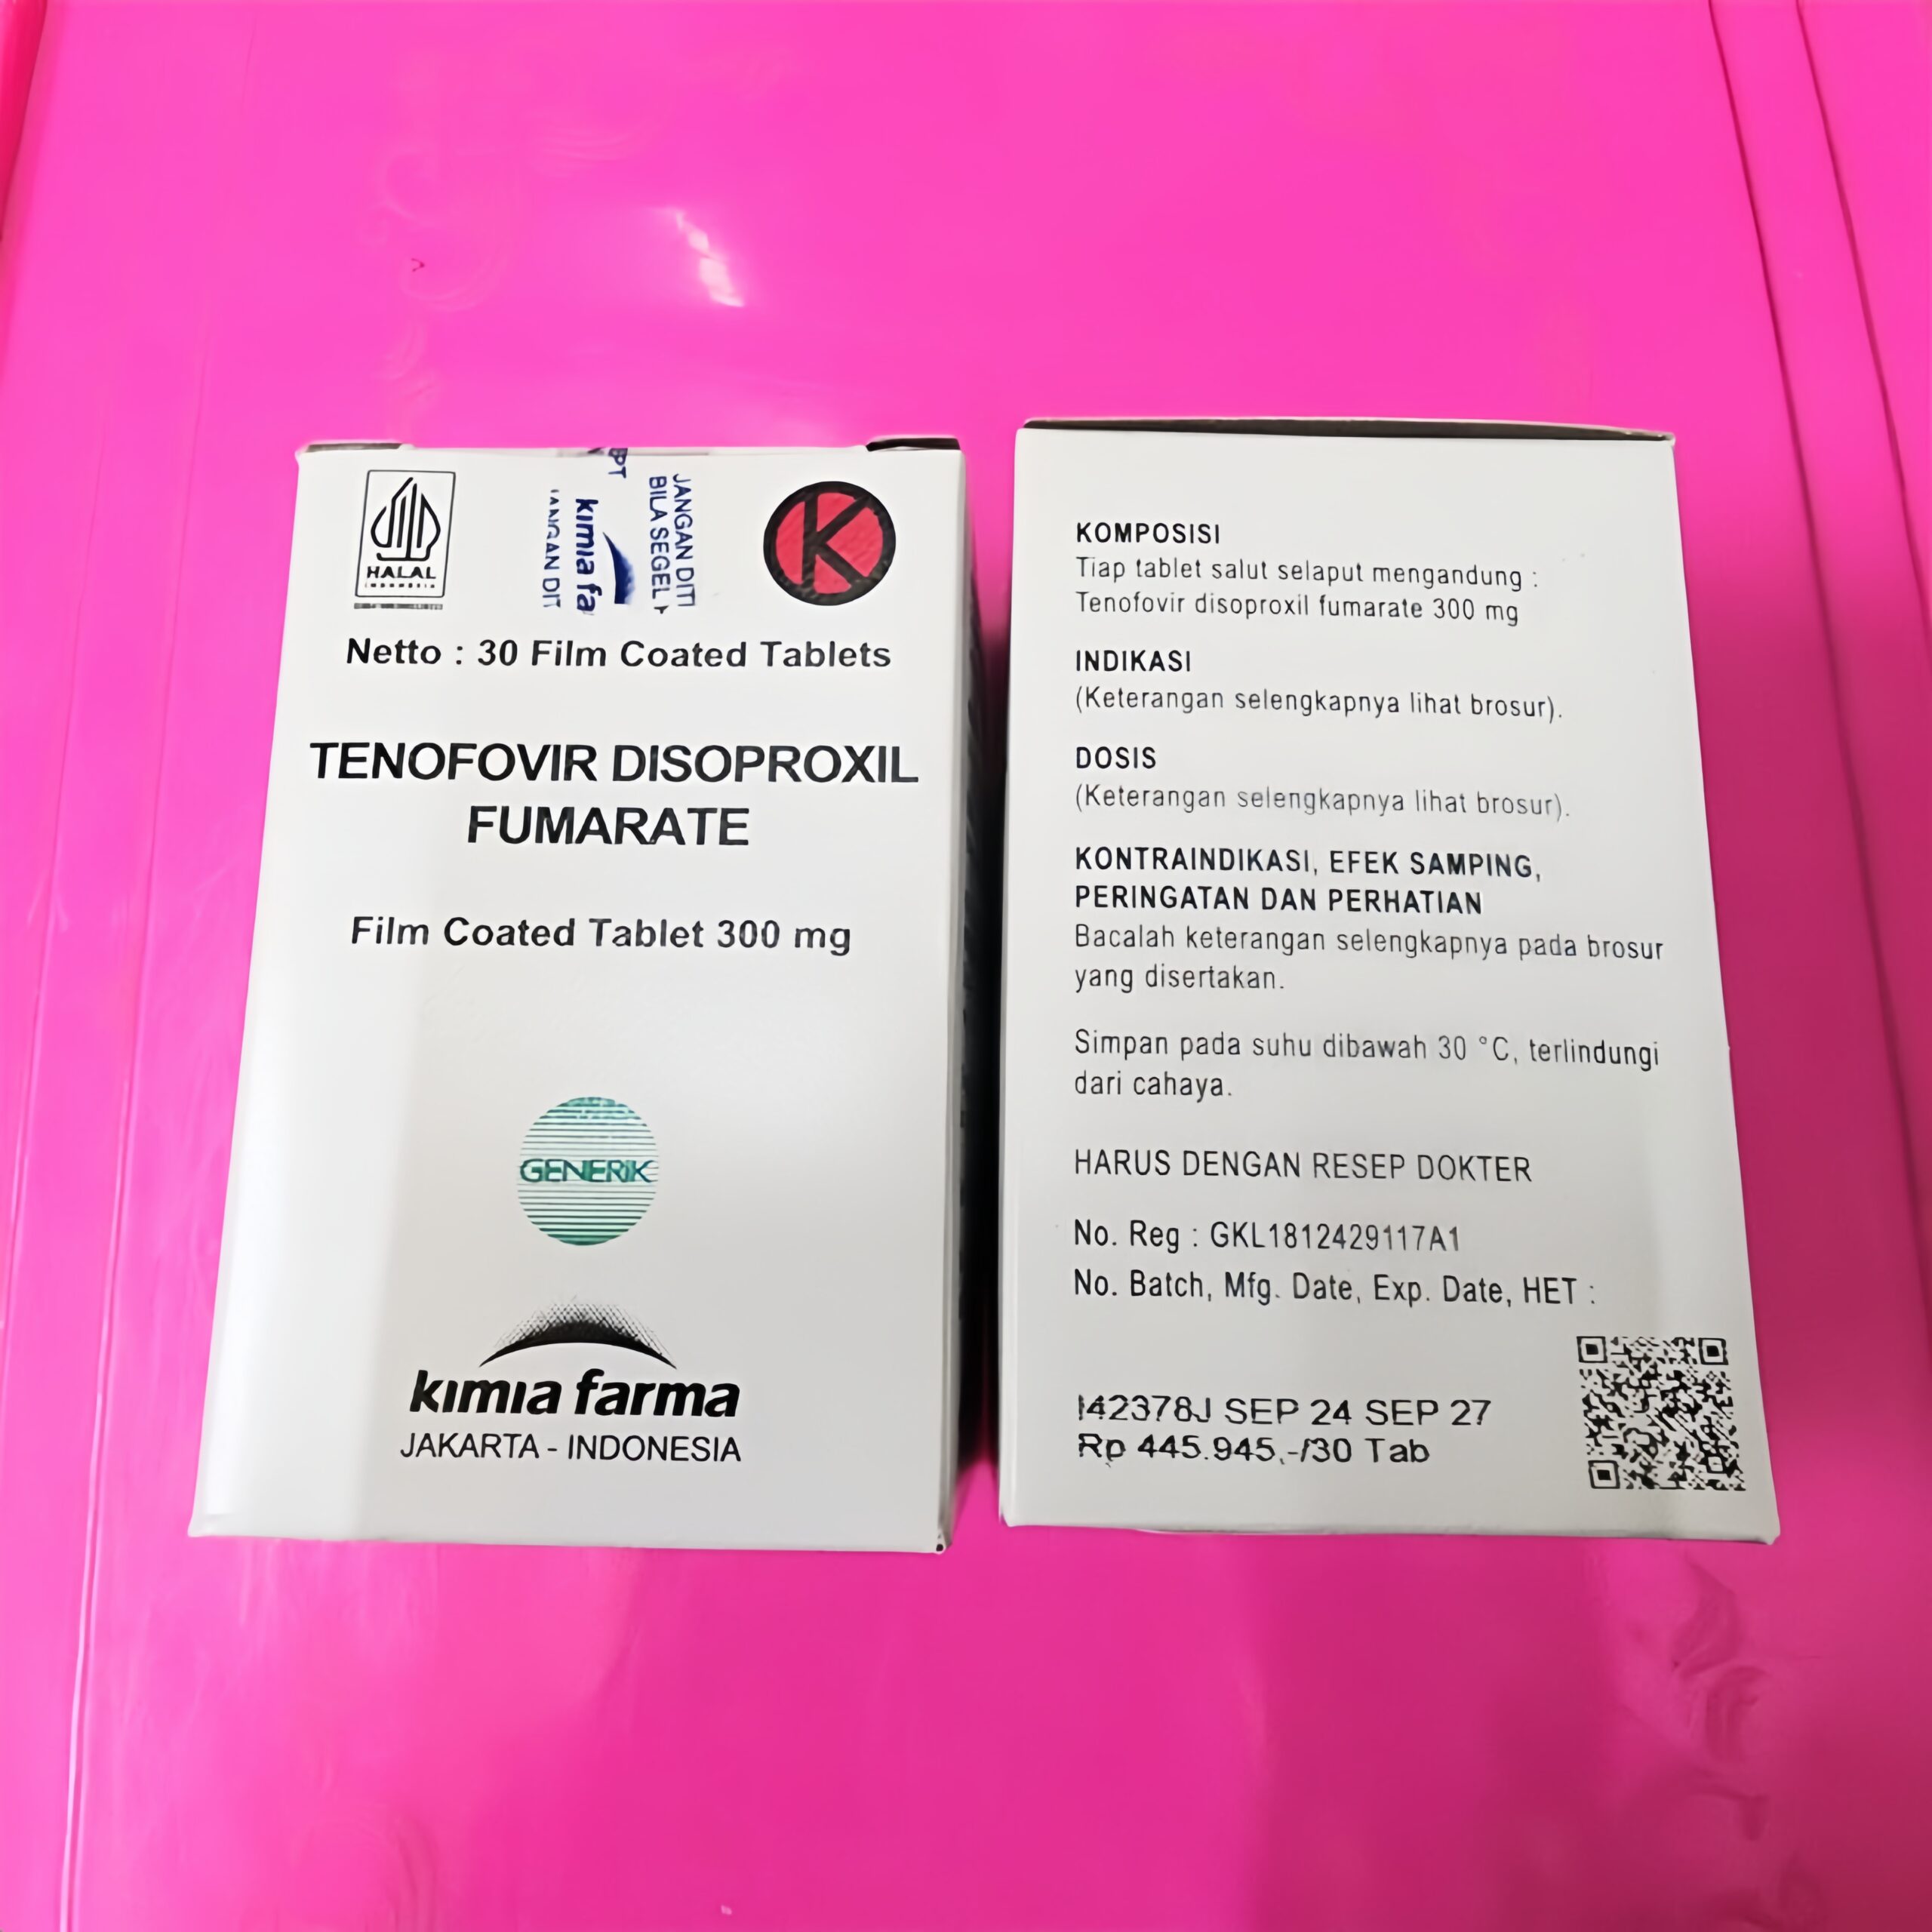 HALAL
INDONESIA
PT
kimia fa
JANGAN DITI
BILA SEGEL
K
Netto : 30 Film Coated Tablets
TENOFOVIR DISOPROXIL
FUMARATE
Film Coated Tablet 300 mg
GENERIK
kimia farma
JAKARTA - INDONESIA
KOMPOSISI
Tiap tablet salut selaput mengandung :
Tenofovir disoproxil fumarate 300 mg
INDIKASI
(Keterangan selengkapnya lihat brosur).
DOSIS
(Keterangan selengkapnya lihat brosur).
KONTRAINDIKASI, EFEK SAMPING,
PERINGATAN DAN PERHATIAN
Bacalah keterangan selengkapnya pada brosur
yang disertakan.
Simpan pada suhu dibawah 30 °C, terlindungi
dari cahaya.
HARUS DENGAN RESEP DOKTER
No. Reg : GKL1812429117A1
No. Batch, Mfg. Date, Exp. Date, HET :
I42378J SEP 24 SEP 27
Rp 445.945,-/30 Tab